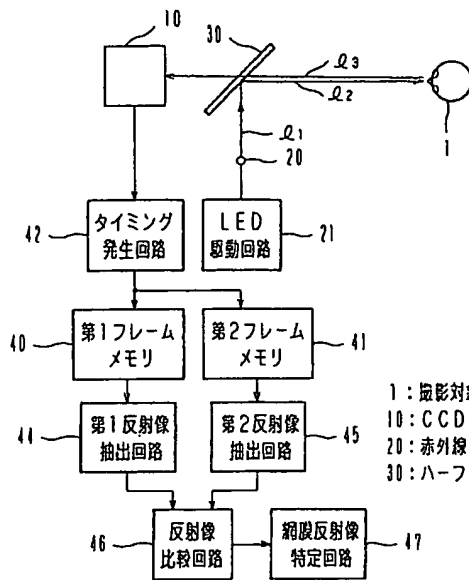 10
30
ℓ3
ℓ2
1
ℓ1
20
42
タイミング
発生回路
LED
駆動回路
21
40
第1フレーム
メモリ
第2フレーム
メモリ
41
44
第1反射像
抽出回路
第2反射像
抽出回路
45
46
反射像
比較回路
網膜反射像
特定回路
47
1:撮影対
10:CCD
20:赤外線
30:ハーフ